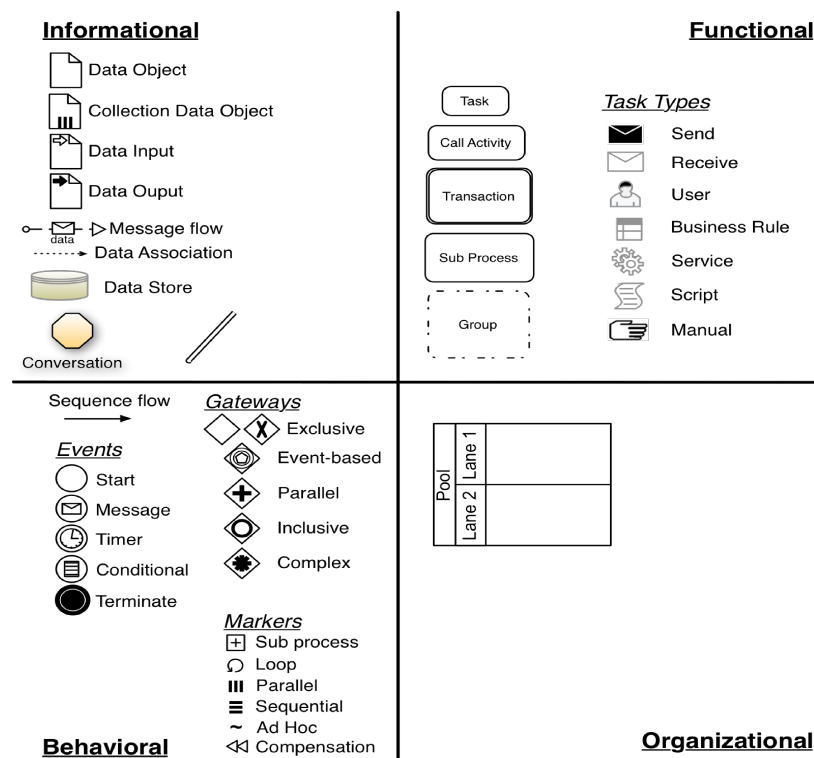 Informational
Data Object
Collection Data Object
Data Input
Data Ouput
Message flow
data
Data Association
Data Store
Conversation
Functional
Task
Call Activity
Transaction
Sub Process
Group
Task Types
Send
Receive
User
Business Rule
Service
Script
Manual
Sequence flow
Events
Start
Message
Timer
Conditional
Terminate
Gateways
X Exclusive
Event-based
Parallel
Inclusive
Complex
Markers
Sub process
Loop
Parallel
Sequential
~ Ad Hoc
Compensation
Behavioral
Pool
Lane 1
Lane 2
Organizational